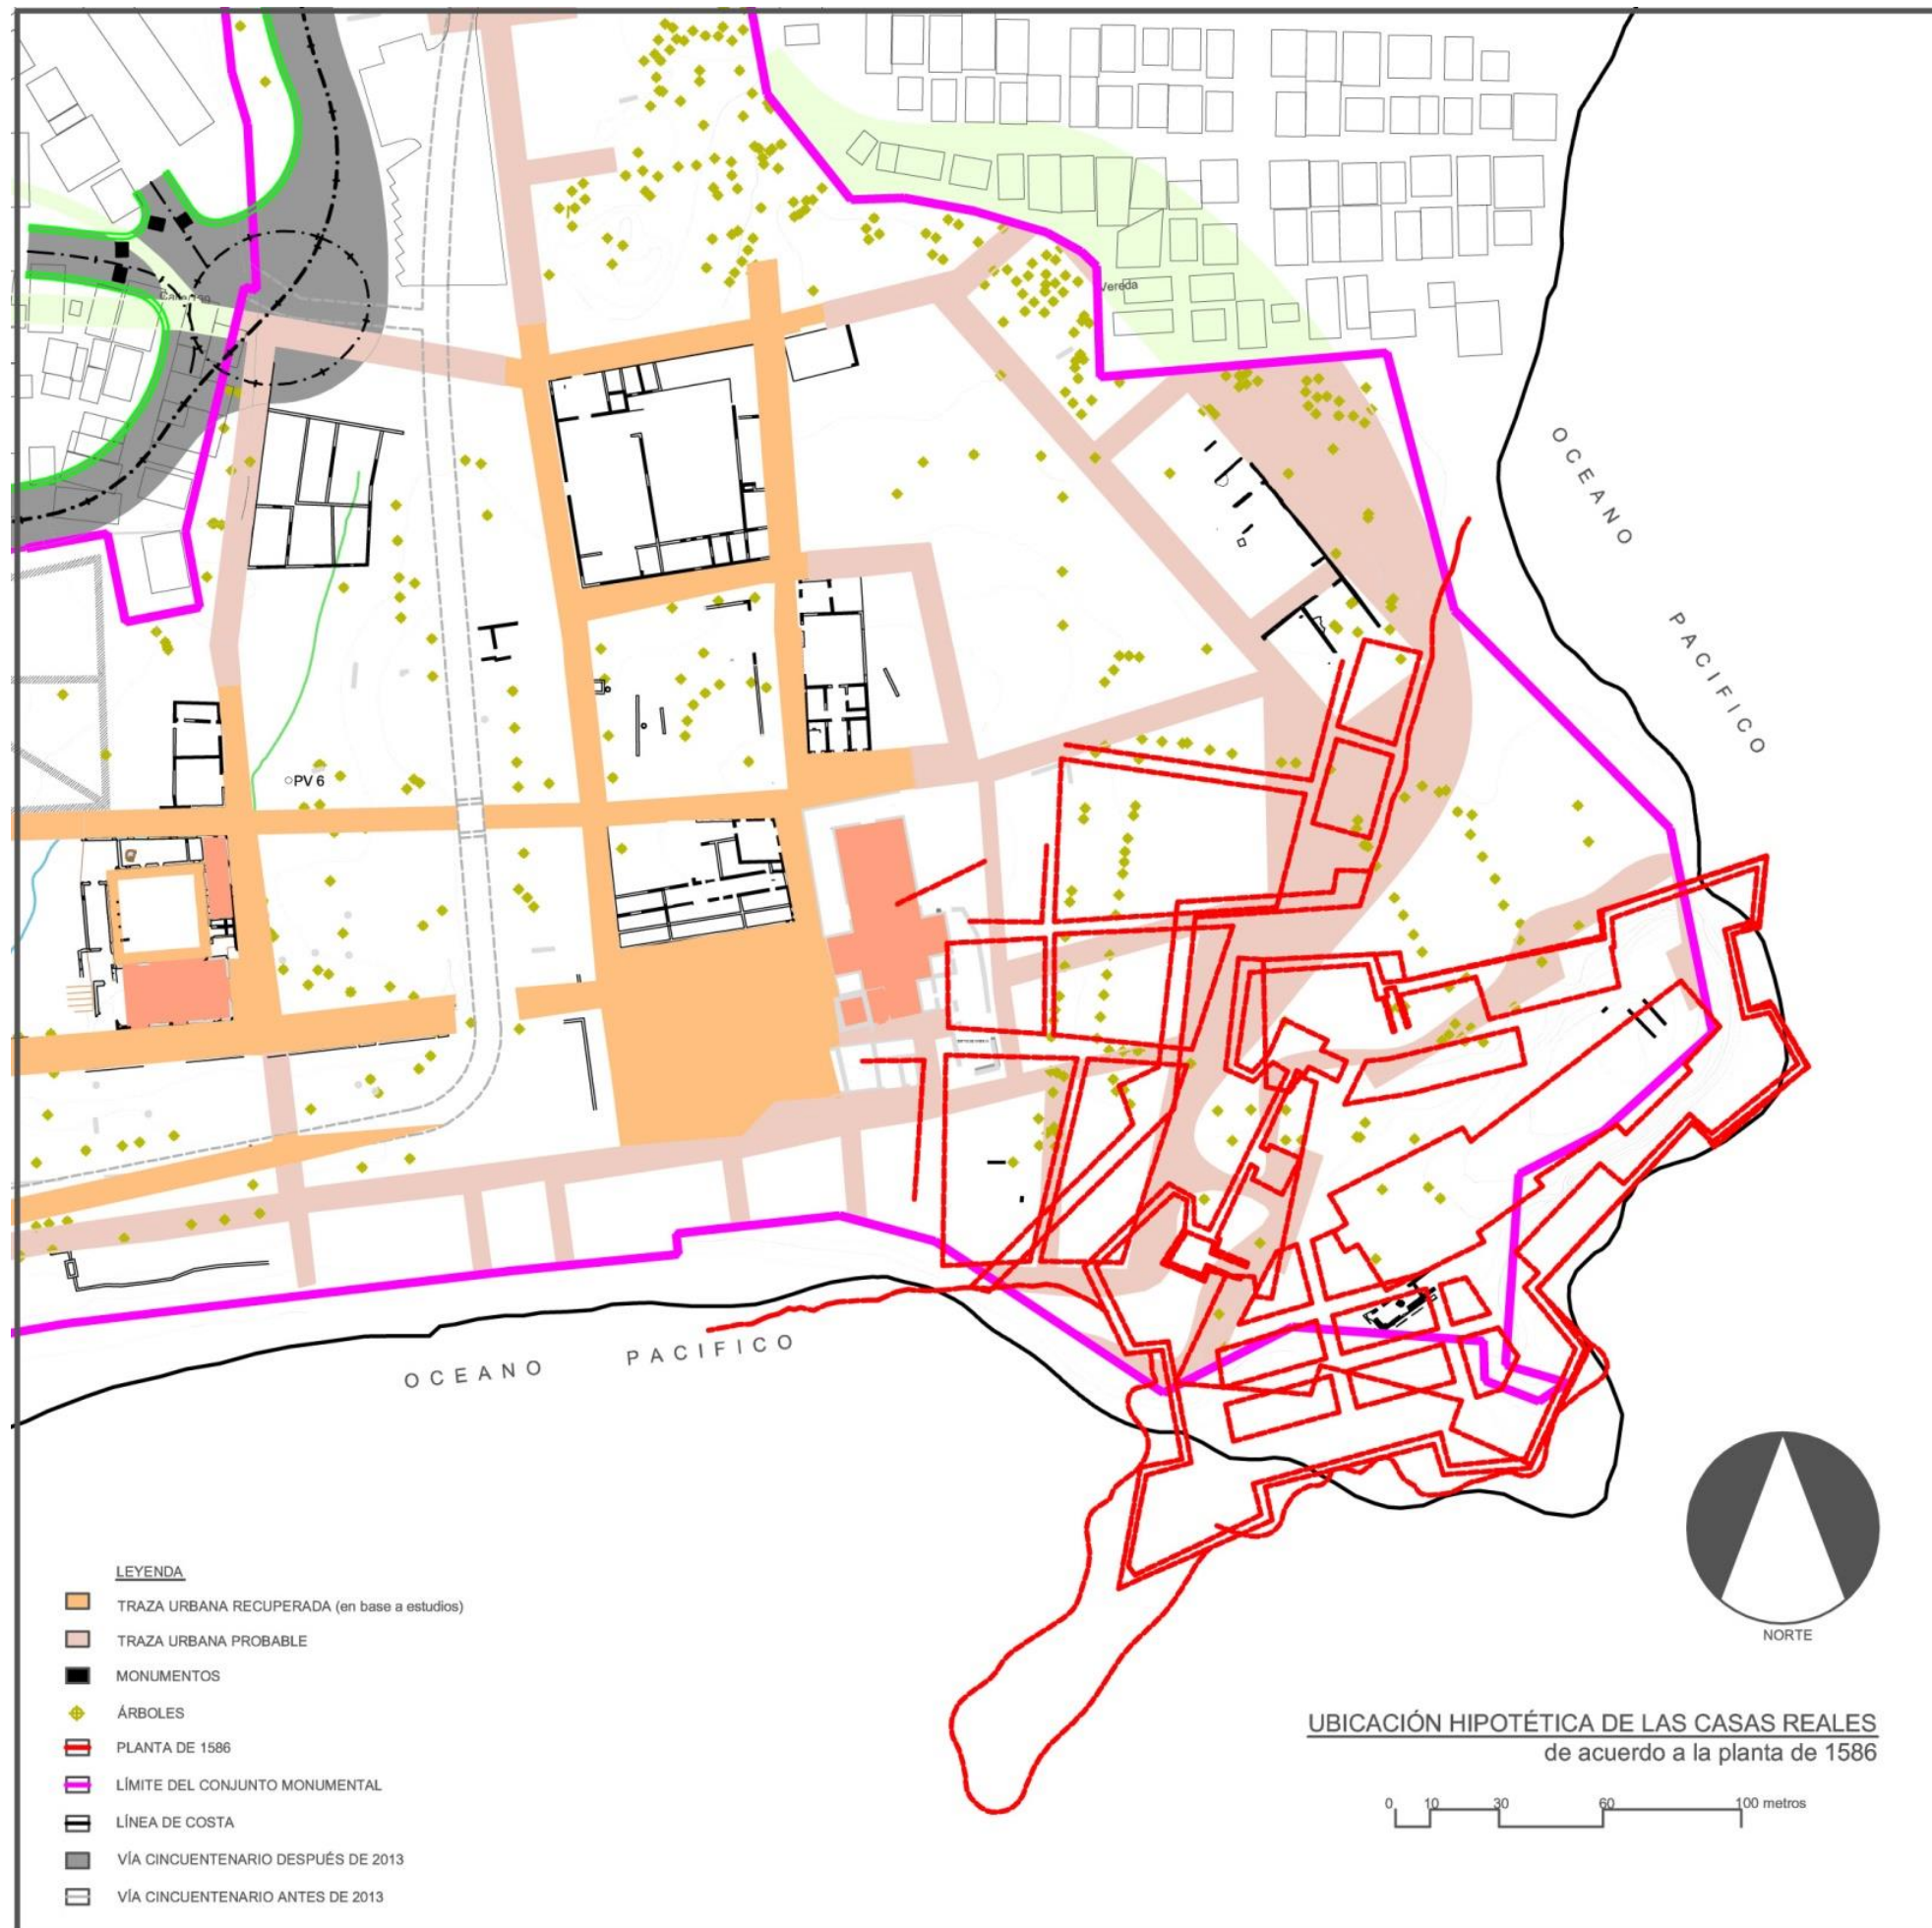 Vereda
OCEANO PACIFICO
PV 6
OCEANO PACIFICO
LEYENDA
TRAZA URBANA RECUPERADA (en base a estudios)
TRAZA URBANA PROBABLE
MONUMENTOS
ÁRBOLES
PLANTA DE 1586
LÍMITE DEL CONJUNTO MONUMENTAL
LÍNEA DE COSTA
VÍA CINCUENTENARIO DESPUÉS DE 2013
VÍA CINCUENTENARIO ANTES DE 2013
NORTE
UBICACIÓN HIPOTÉTICA DE LAS CASAS REALES
de acuerdo a la planta de 1586
0 10 30 60 100 metros